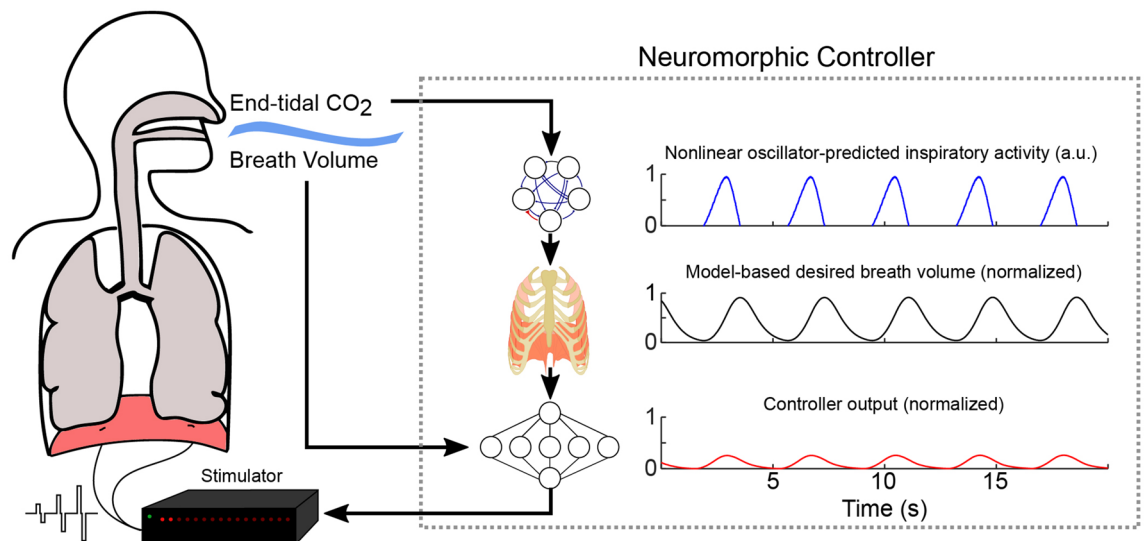 Neuromorphic Controller
End-tidal CO₂
Breath Volume
Nonlinear oscillator-predicted inspiratory activity (a.u.)
1
0
Model-based desired breath volume (normalized)
1
0
Controller output (normalized)
1
0
5 10 15
Time (s)
Stimulator